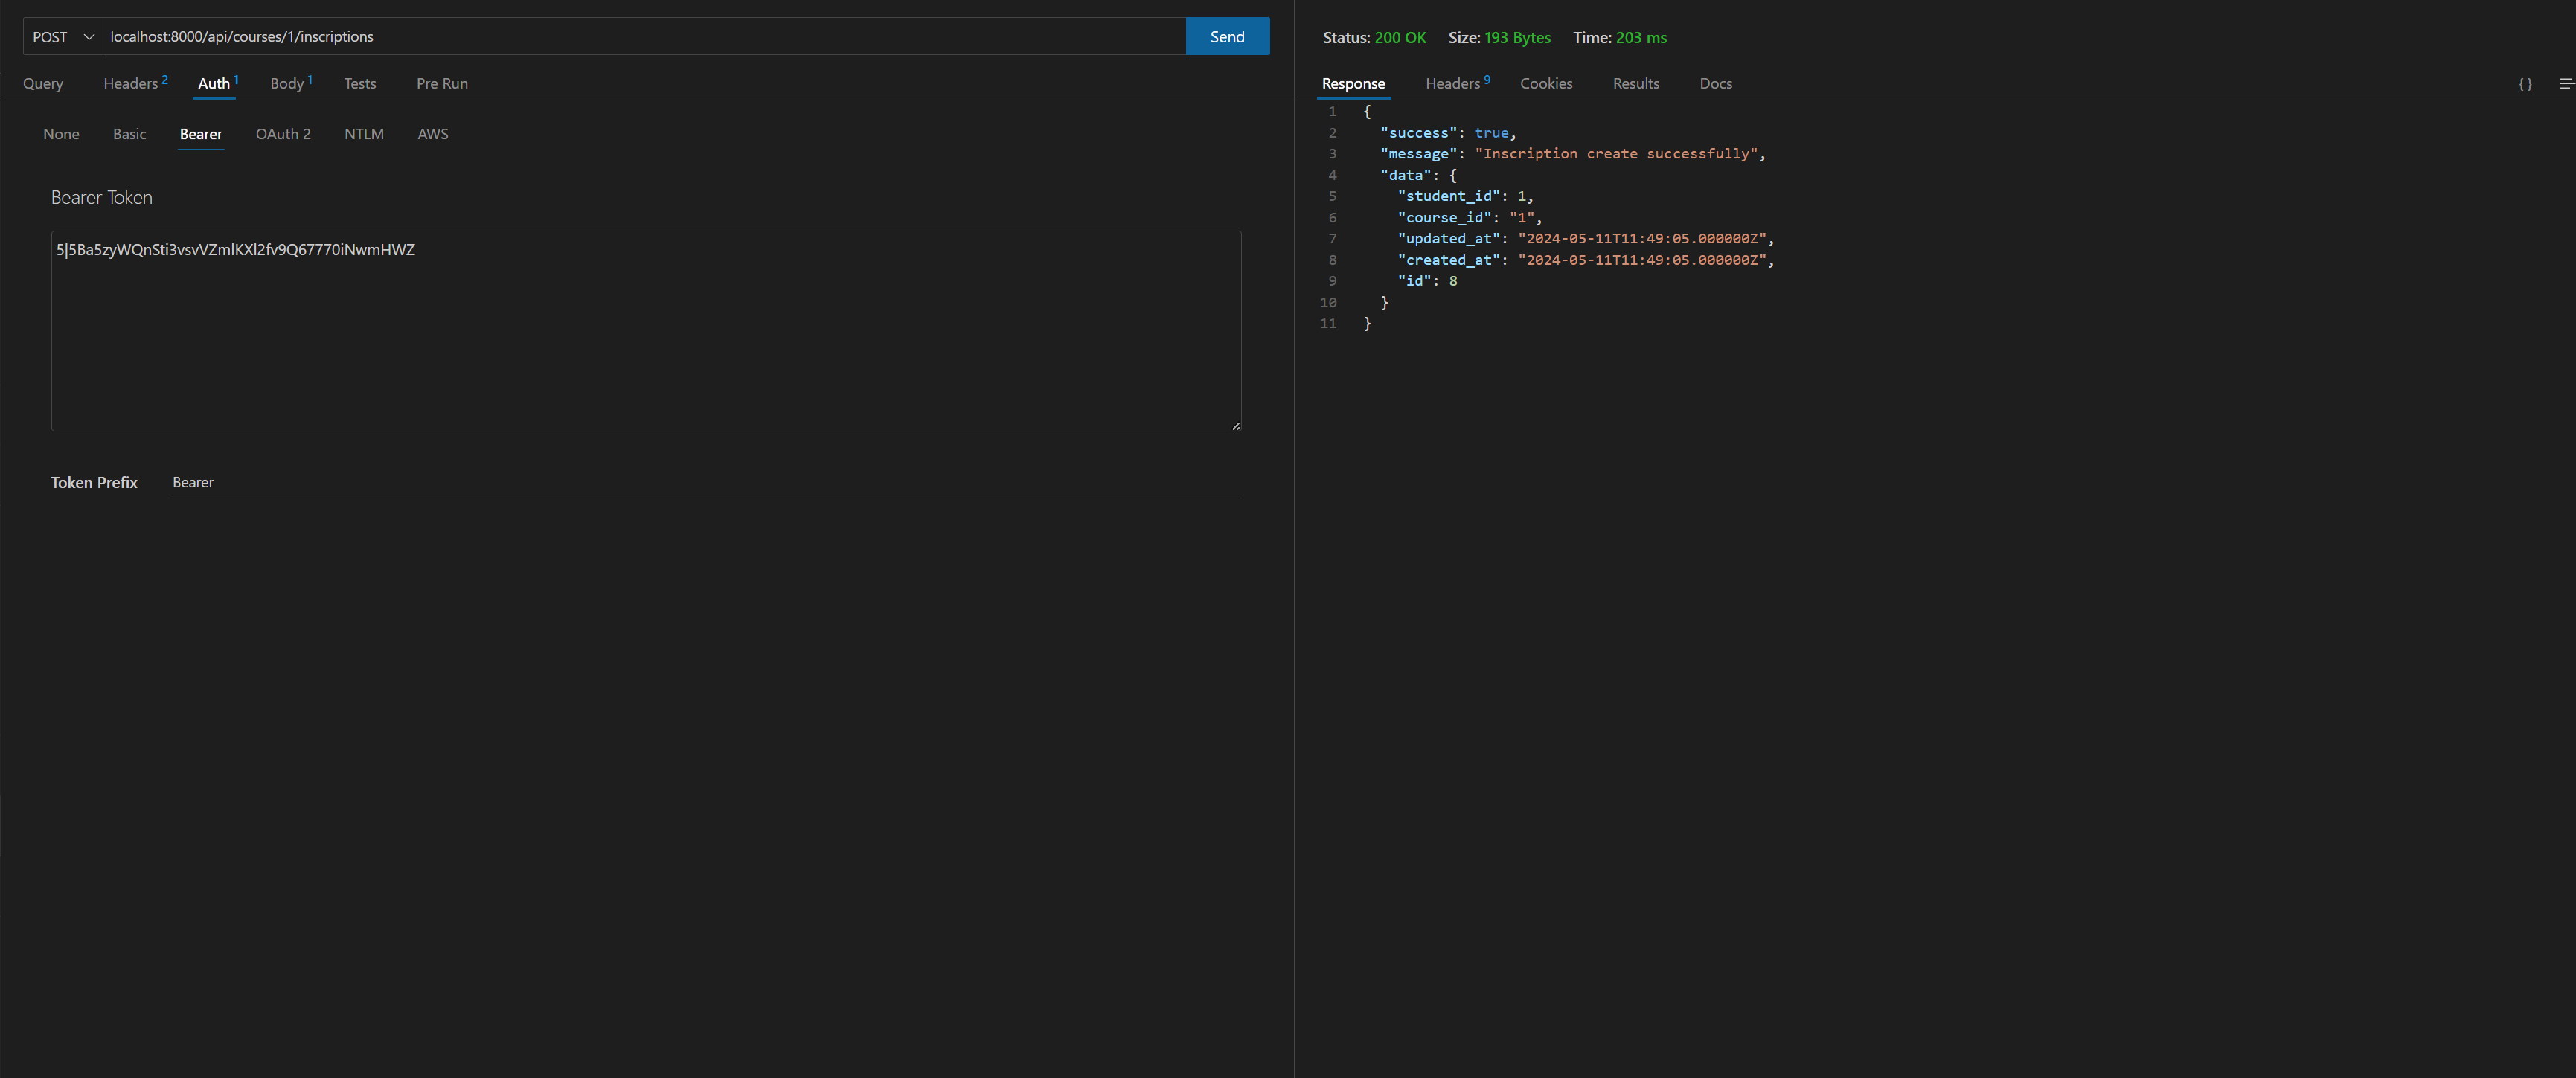 POST
localhost:8000/api/courses/1/inscriptions
Send
Query Headers 2 Auth 1 Body 1 Tests Pre Run
None Basic Bearer OAuth 2 NTLM AWS
Bearer Token
5|5Ba5zyWQnSti3vsvVZmlKXl2fv9Q67770iNwmHWZ
Token Prefix Bearer
Status: 200 OK Size: 193 Bytes Time: 203 ms
Response Headers 9 Cookies Results Docs { }
1 {
2 "success": true,
3 "message": "Inscription create successfully",
4 "data": {
5 "student_id": 1,
6 "course_id": "1",
7 "updated_at": "2024-05-11T11:49:05.000000Z",
8 "created_at": "2024-05-11T11:49:05.000000Z",
9 "id": 8
10 }
11 }